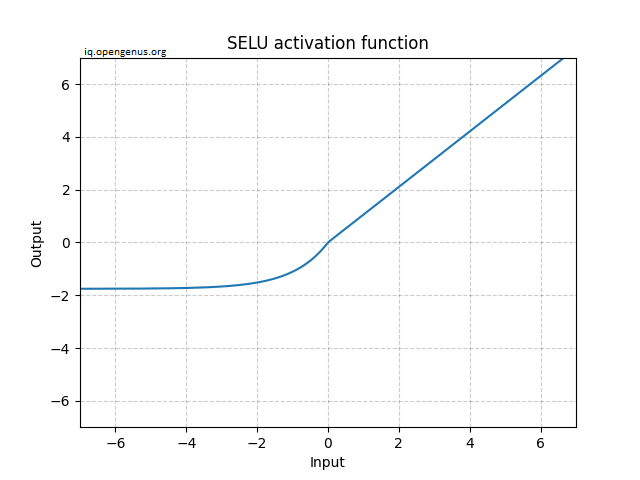 SELU activation function
iq.opengenus.org
6
4
2
0
−2
−4
−6
Output
−6 −4 −2 0 2 4 6
Input